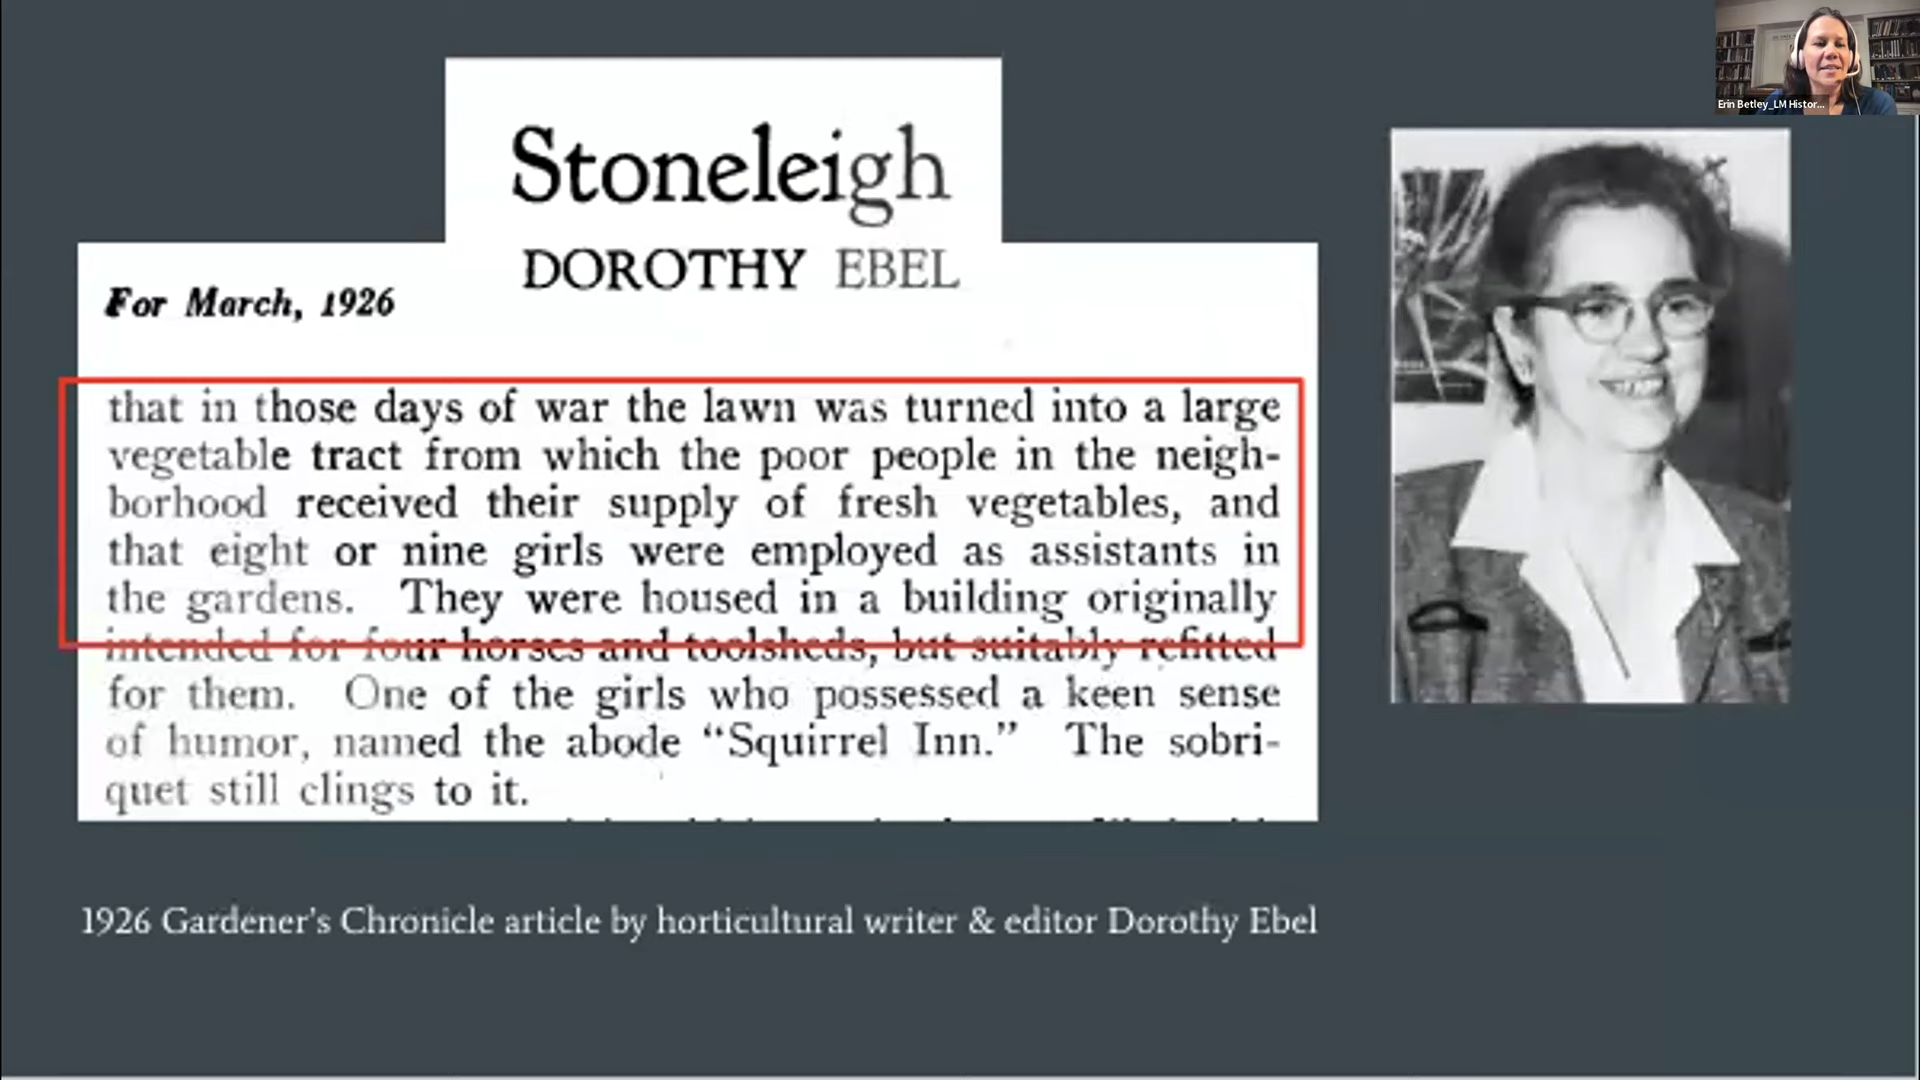 Erin Betley_LM Histor...
Stoneleigh
DOROTHY EBEL
For March, 1926
that in those days of war the lawn was turned into a large
vegetable tract from which the poor people in the neigh-
borhood received their supply of fresh vegetables, and
that eight or nine girls were employed as assistants in
the gardens. They were housed in a building originally
intended for four horses and toolsheds, but suitably refitted
for them. One of the girls who possessed a keen sense
of humor, named the abode “Squirrel Inn.” The sobri-
quet still clings to it.
1926 Gardener's Chronicle article by horticultural writer & editor Dorothy Ebel